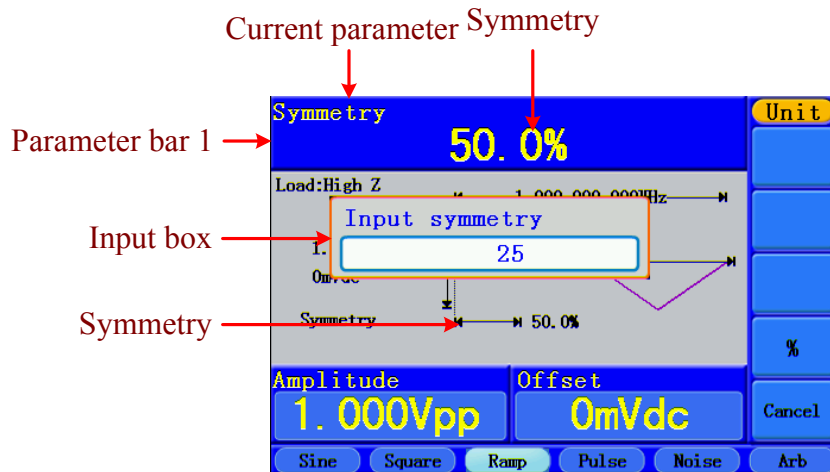 Current parameter Symmetry
Symmetry
Unit
Parameter bar 1
50.0%
Load:High Z
Input symmetry
Input box
25
Symmetry
Symmetry
50.0%
%
Amplitude
Offset
1.000Vpp
0mVdc
Cancel
Sine
Square
Ramp
Pulse
Noise
Arb